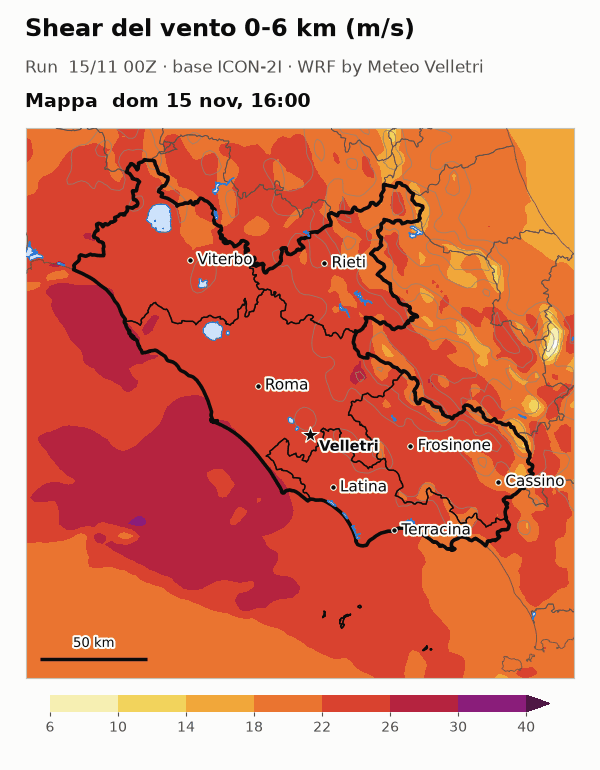 Shear del vento 0-6 km (m/s)
Run  15/11 00Z · base ICON-2I · WRF by Meteo Velletri
Mappa  dom 15 nov, 16:00
Viterbo
Rieti
Roma
Velletri
Frosinone
Latina
Cassino
Terracina
50 km
6 10 14 18 22 26 30 40